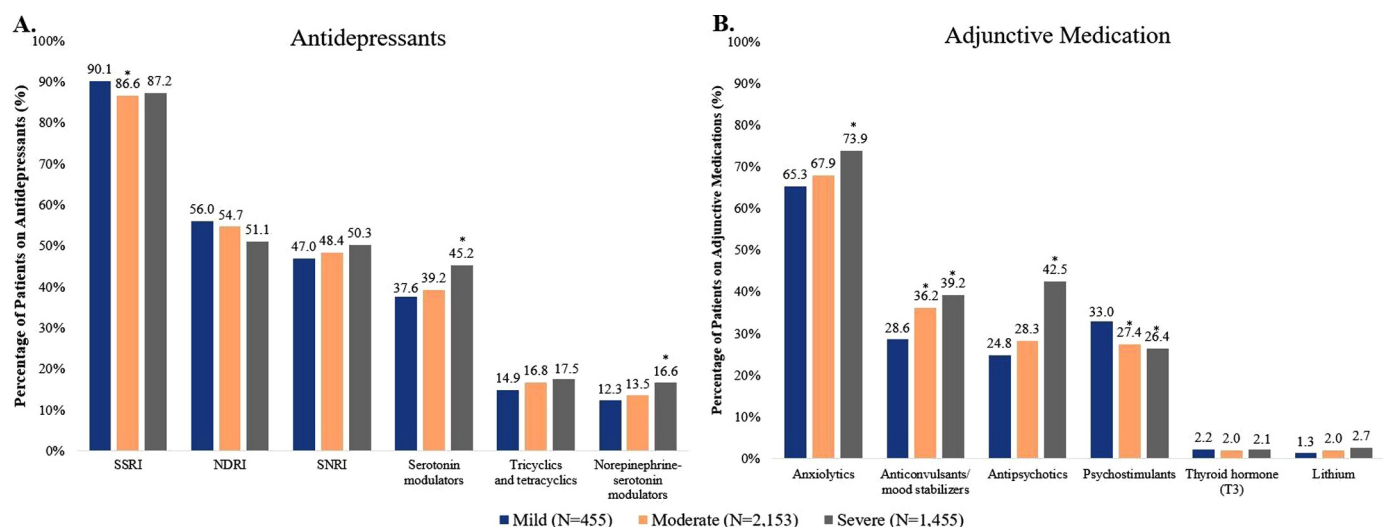 A.
Antidepressants
Percentage of Patients on Antidepressants (%)
100%
90%
80%
70%
60%
50%
40%
30%
20%
10%
0%
90.1
*
86.6
87.2
56.0
54.7
51.1
47.0
48.4
50.3
37.6
39.2
*
45.2
14.9
16.8
17.5
12.3
13.5
*
16.6
SSRI
NDRI
SNRI
Serotonin
modulators
Tricyclics
and tetracyclics
Norepinephrine-
serotonin
modulators
B.
Adjunctive Medication
Percentage of Patients on Adjunctive Medications (%)
100%
90%
80%
70%
60%
50%
40%
30%
20%
10%
0%
65.3
67.9
*
73.9
28.6
*
36.2
*
39.2
24.8
28.3
*
42.5
33.0
*
27.4
*
26.4
2.2
2.0
2.1
1.3
2.0
2.7
Anxiolytics
Anticonvulsants/
mood stabilizers
Antipsychotics
Psychostimulants
Thyroid hormone
(T3)
Lithium
Mild (N=455) Moderate (N=2,153) Severe (N=1,455)